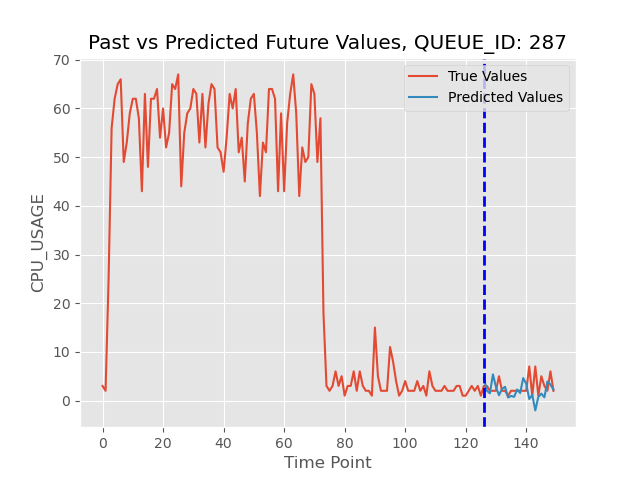 Past vs Predicted Future Values, QUEUE_ID: 287
True Values
Predicted Values
CPU_USAGE
70
60
50
40
30
20
10
0
0 20 40 60 80 100 120 140
Time Point